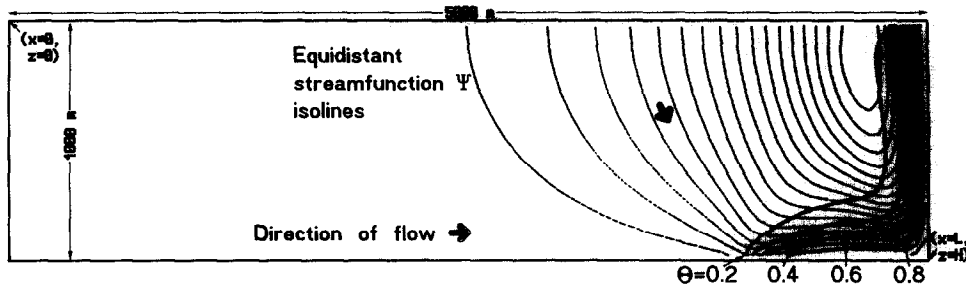 5000 m
(x=0,
z=0)
Equidistant
streamfunction Ψ
isolines
1000 m
Direction of flow
(x=L,
z=H)
Θ=0.2 0.4 0.6 0.8